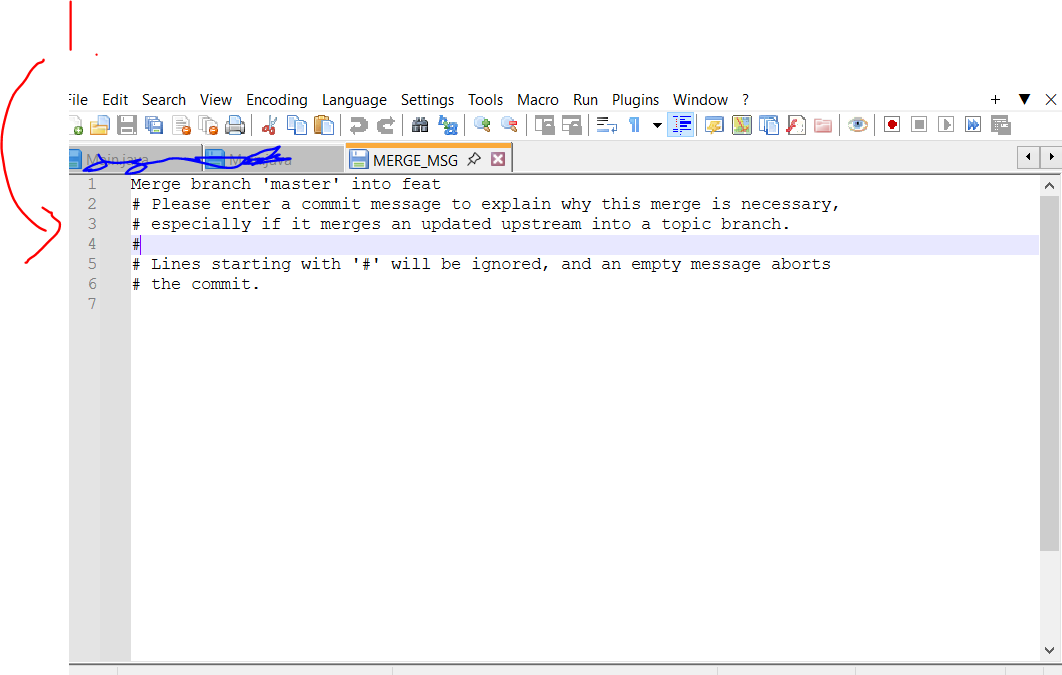 File Edit Search View Encoding Language Settings Tools Macro Run Plugins Window ?
Main.java MERGE_MSG
1 Merge branch 'master' into feat
2 # Please enter a commit message to explain why this merge is necessary,
3 # especially if it merges an updated upstream into a topic branch.
4 #
5 # Lines starting with '#' will be ignored, and an empty message aborts
6 # the commit.
7